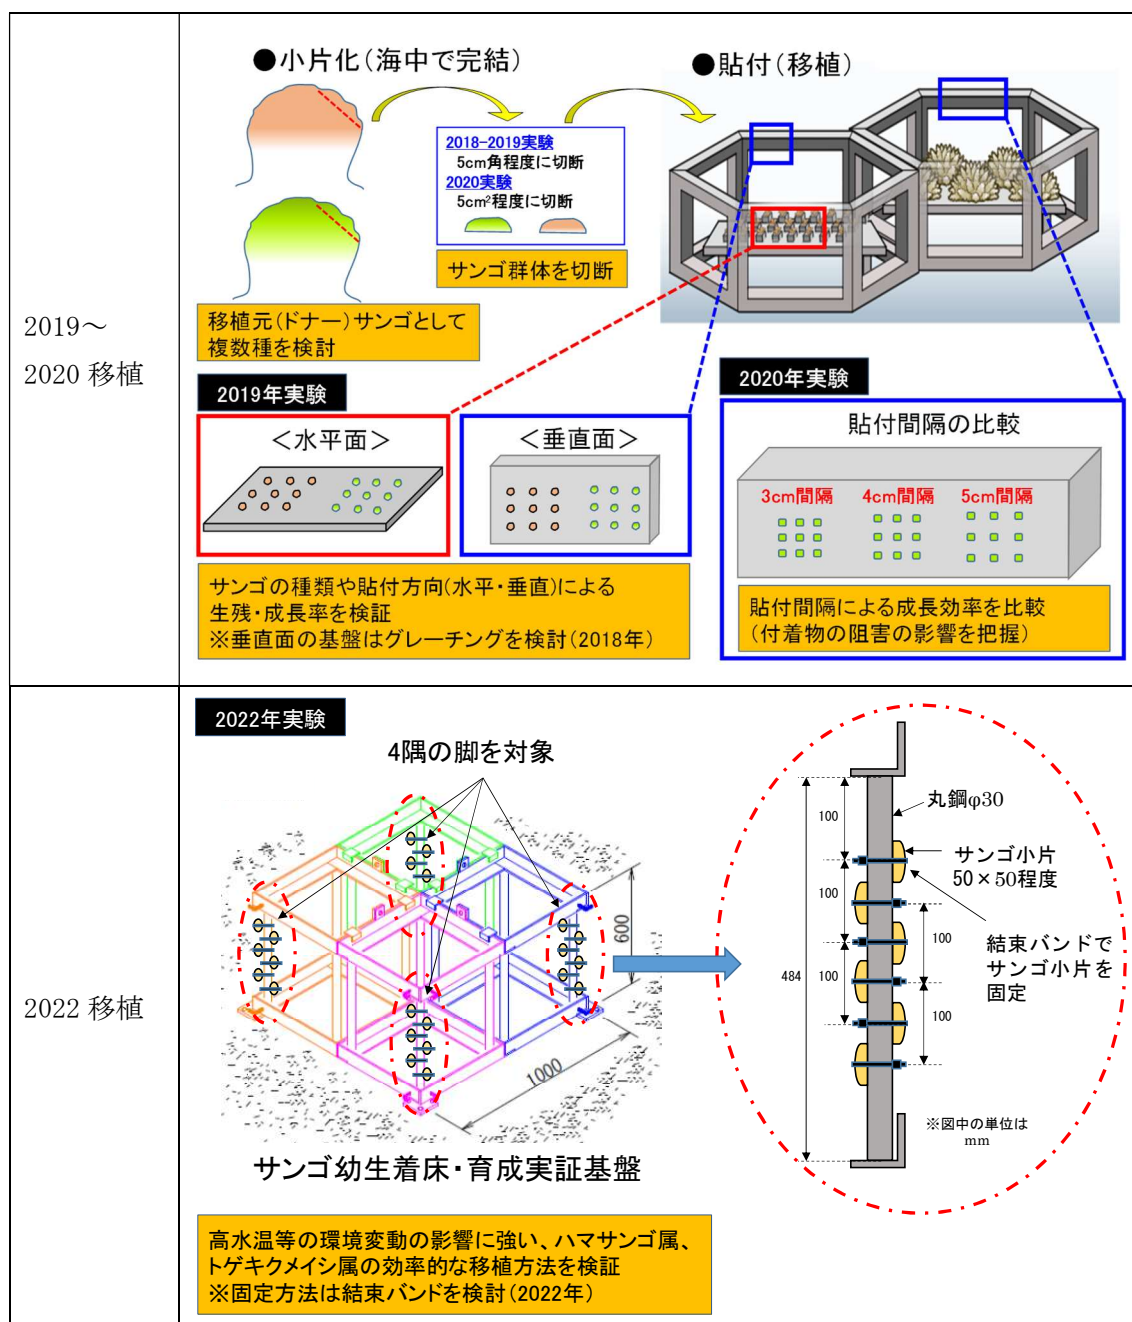 2019～
2020 移植
●小片化(海中で完結)
●貼付(移植)
2018-2019実験
5cm角程度に切断
2020実験
5cm²程度に切断
サンゴ群体を切断
移植元(ドナー)サンゴとして
複数種を検討
2019年実験
＜水平面＞
＜垂直面＞
サンゴの種類や貼付方向(水平・垂直)による
生残・成長率を検証
※垂直面の基盤はグレーチングを検討(2018年)
2020年実験
貼付間隔の比較
3cm間隔
4cm間隔
5cm間隔
貼付間隔による成長効率を比較
(付着物の阻害の影響を把握)
2022 移植
2022年実験
4隅の脚を対象
600
1000
サンゴ幼生着床・育成実証基盤
100
丸鋼φ30
サンゴ小片
50×50程度
100
100
484
100
100
結束バンドで
サンゴ小片を
固定
※図中の単位は
mm
高水温等の環境変動の影響に強い、ハマサンゴ属、
トゲキクメイシ属の効率的な移植方法を検証
※固定方法は結束バンドを検討(2022年)